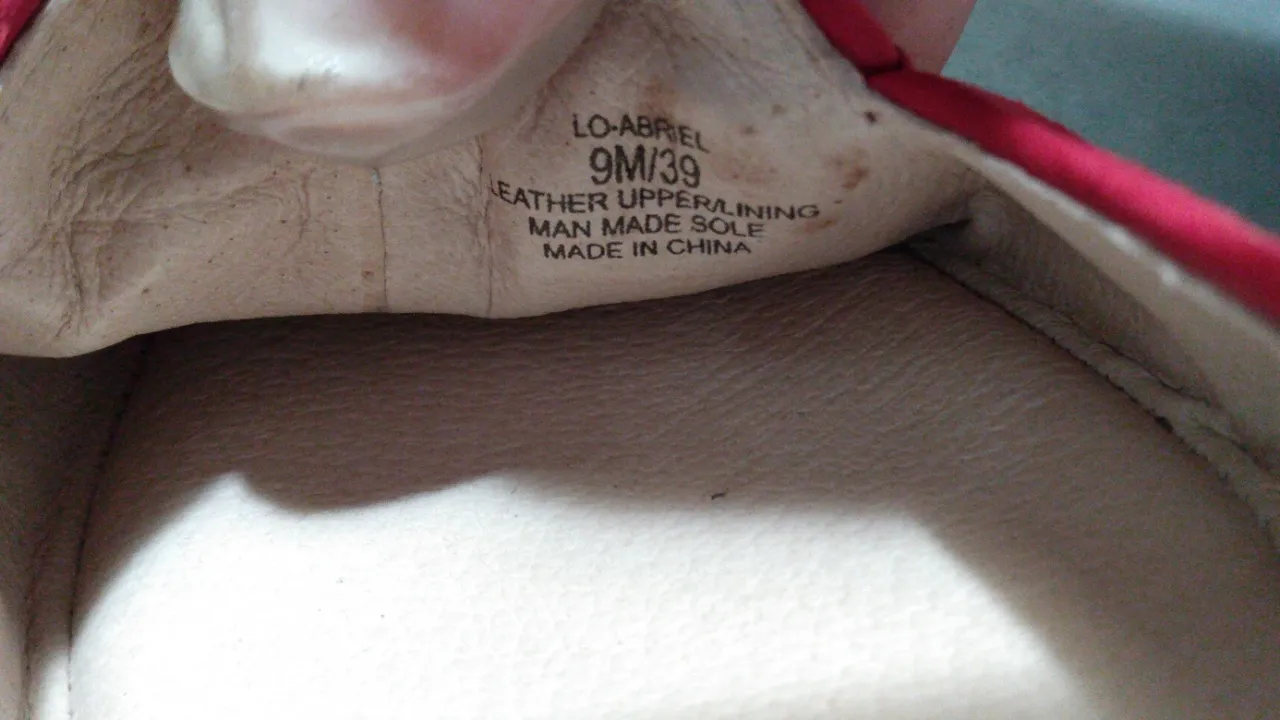 LO-ABRIEL
9M/39
LEATHER UPPER/LINING
MAN MADE SOLE
MADE IN CHINA